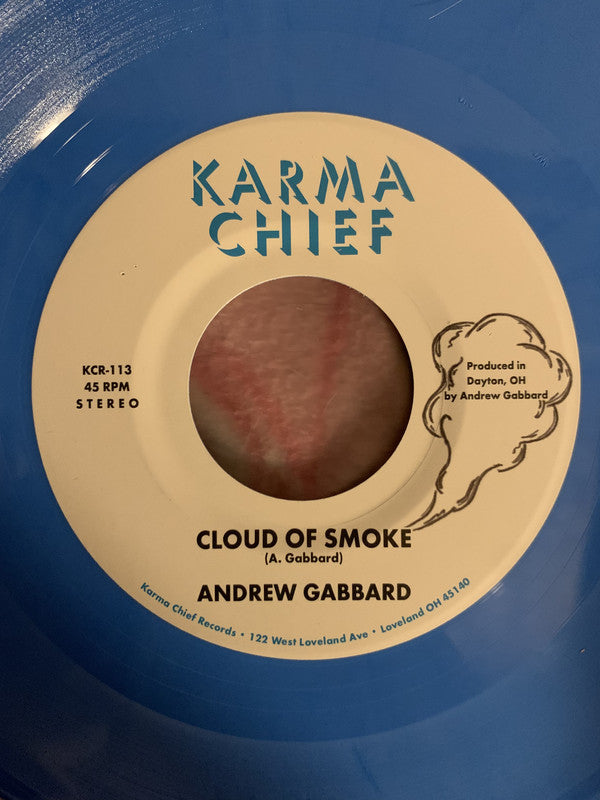 KARMA
CHIEF
KCR-113
45 RPM
STEREO
Produced in
Dayton, OH
by Andrew Gabbard
CLOUD OF SMOKE
(A. Gabbard)
ANDREW GABBARD
Karma Chief Records • 122 West Loveland Ave • Loveland OH 45140